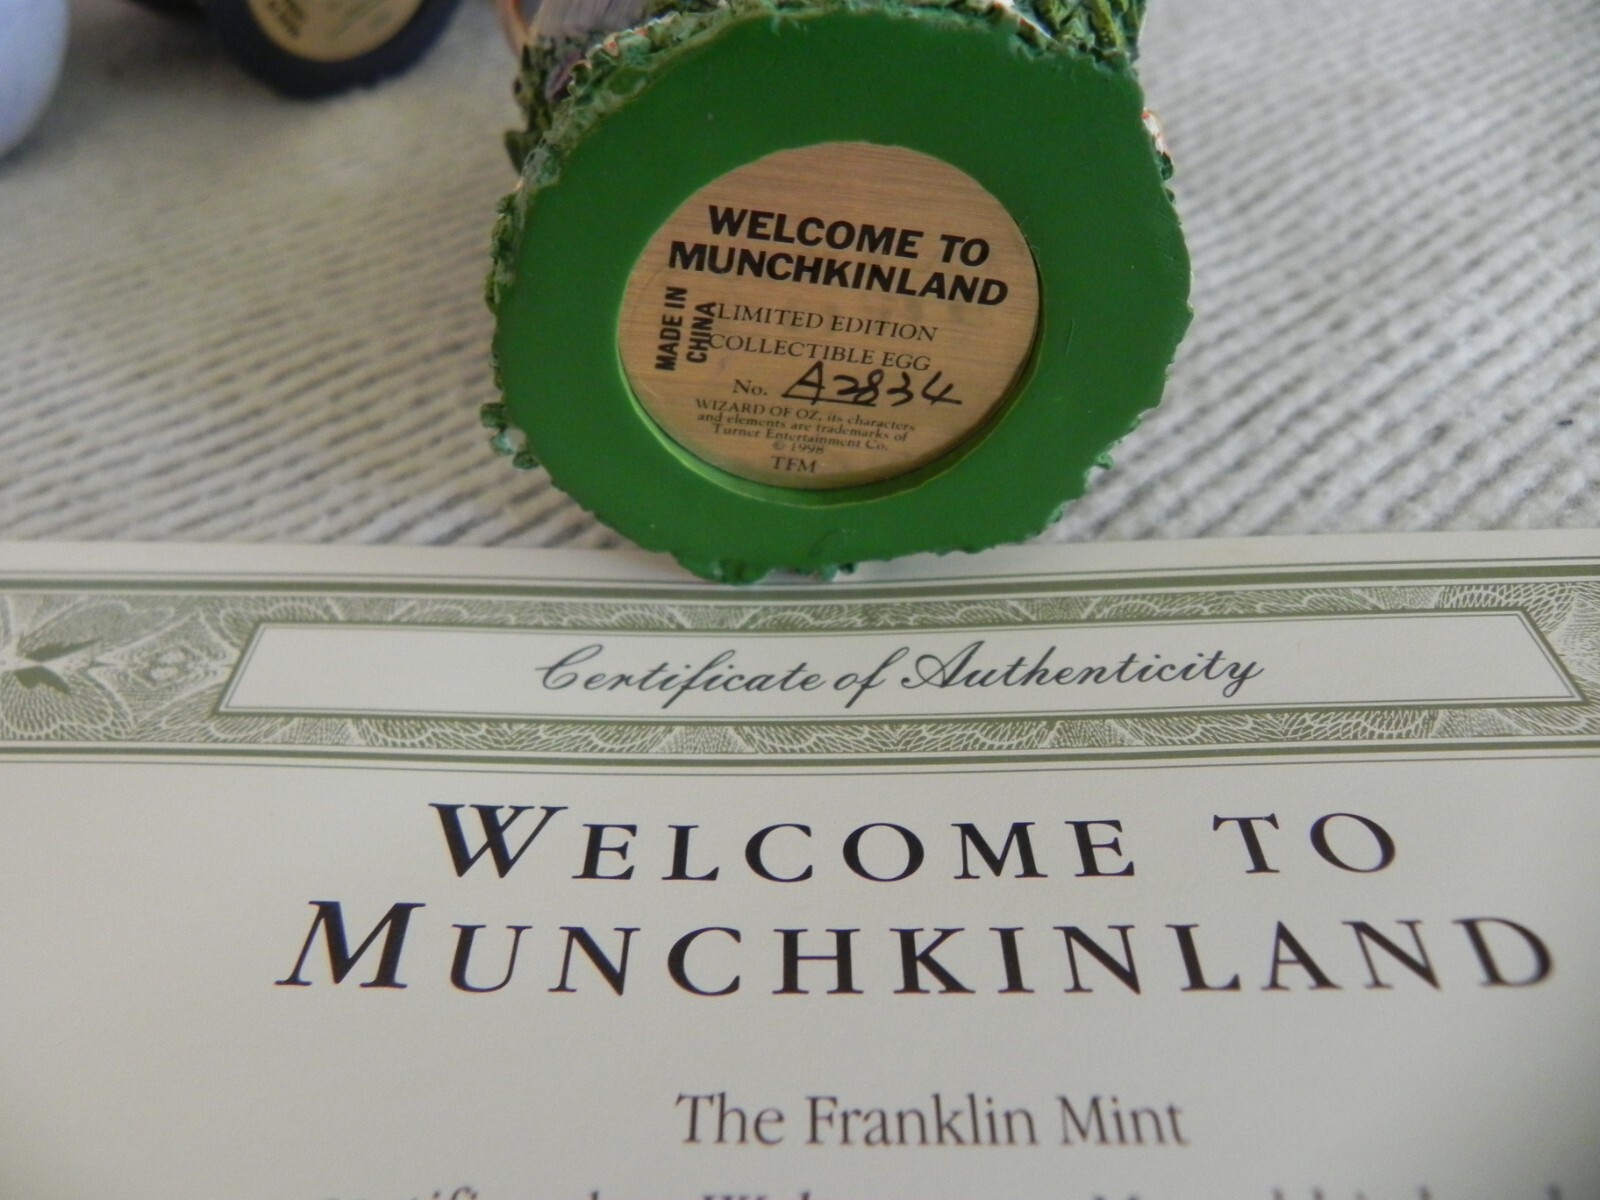 WELCOME TO
MUNCHKINLAND
MADE IN
CHINA
LIMITED EDITION
COLLECTIBLE EGG
No. A2834
WIZARD OF OZ, its characters
and elements are trademarks of
Turner Entertainment Co.
© 1998
TFM
Certificate of Authenticity
WELCOME TO
MUNCHKINLAND
The Franklin Mint